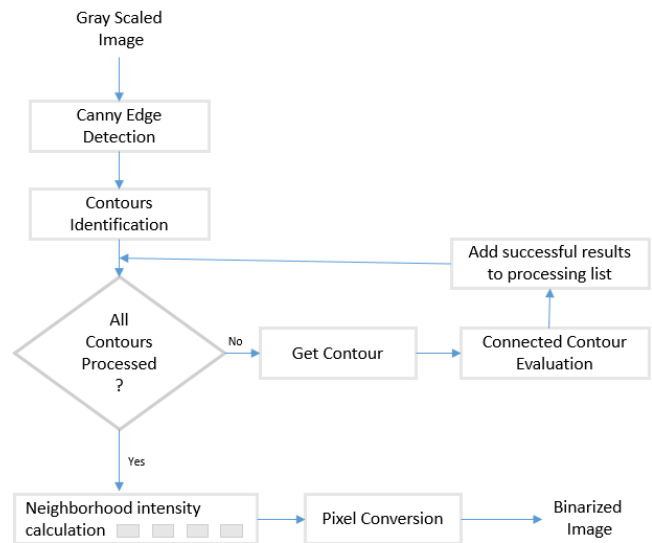 Gray Scaled
Image
Canny Edge
Detection
Contours
Identification
Add successful results
to processing list
All
Contours
Processed
?
No
Get Contour
Connected Contour
Evaluation
Yes
Neighborhood intensity
calculation
Pixel Conversion
Binarized
Image